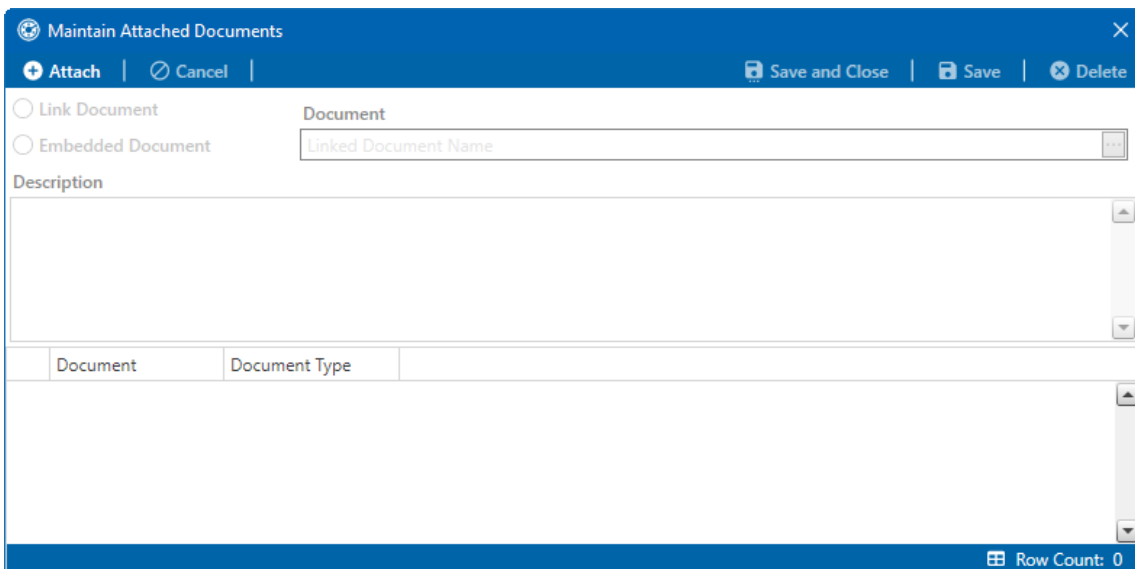 Maintain Attached Documents
Attach Cancel Save and Close Save Delete
Link Document Document
Embedded Document Linked Document Name ...
Description
Document Document Type
Row Count: 0